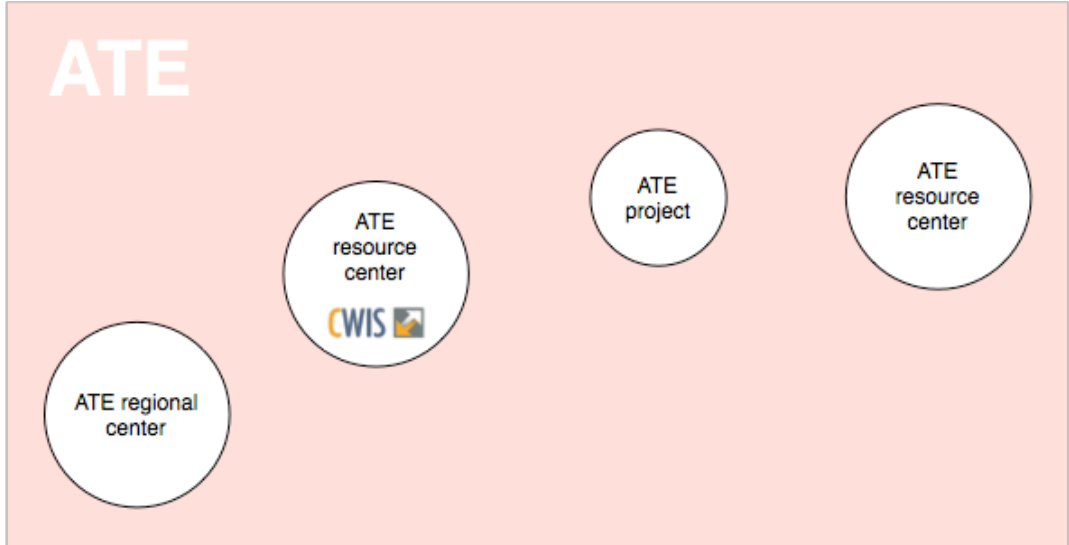 ATE
ATE
project
ATE
resource
center
ATE
resource
center
CWIS
ATE regional
center